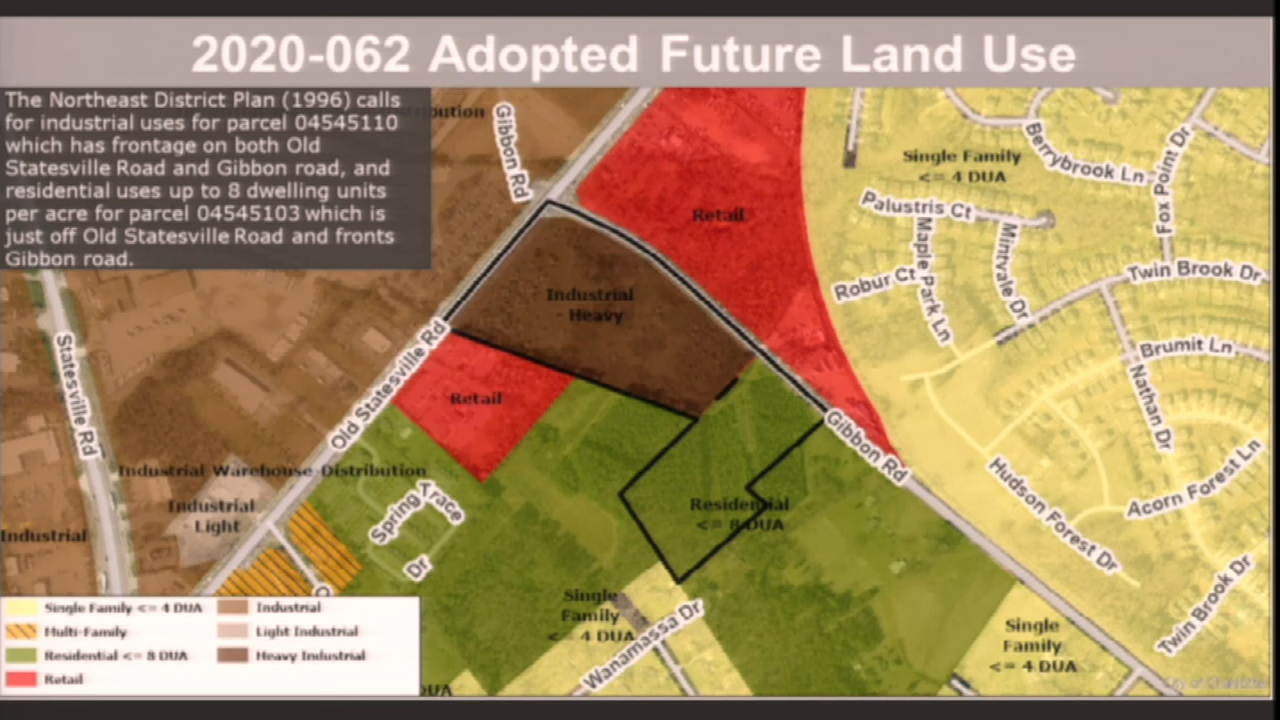 2020-062 Adopted Future Land Use
The Northeast District Plan (1996) calls
for industrial uses for parcel 04545110
which has frontage on both Old
Statesville Road and Gibbon road, and
residential uses up to 8 dwelling units
per acre for parcel 04545103 which is
just off Old Statesville Road and fronts
Gibbon road.
Gibbon Rd
Retail
Single Family
<= 4 DUA
Berrybrook Ln
Fox Point Dr
Palustris Ct
Maple Park Ln
Mintvale Dr
Robur Ct
Twin Brook Dr
Industrial
- Heavy
Statesville Rd
Old Statesville Rd
Retail
Brumit Ln
Nathan Dr
Gibbon Rd
Industrial Warehouse-Distribution
Industrial
- Light
Industrial
Spring Trace
Dr
Residential
<= 8 DUA
Hudson Forest Dr
Acorn Forest Ln
Twin Brook Dr
Single
Family
<= 4 DUA
Wanamassa Dr
Single
Family
<= 4 DUA
Single Family <= 4 DUA
Multi-Family
Residential <= 8 DUA
Retail
Industrial
Light Industrial
Heavy Industrial
DUA
City of Charlotte